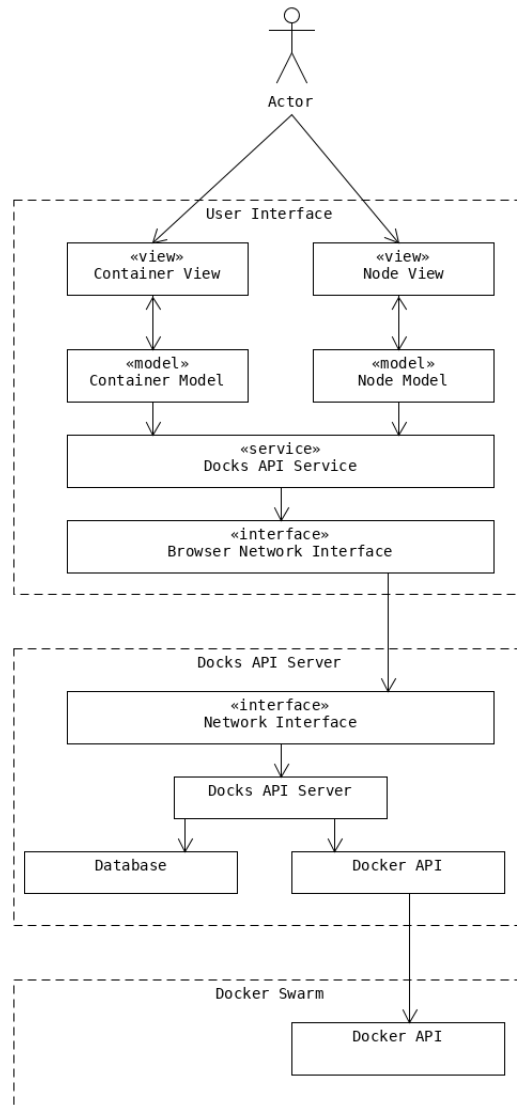 Actor
User Interface
«view»
Container View
«view»
Node View
«model»
Container Model
«model»
Node Model
«service»
Docks API Service
«interface»
Browser Network Interface
Docks API Server
«interface»
Network Interface
Docks API Server
Database
Docker API
Docker Swarm
Docker API